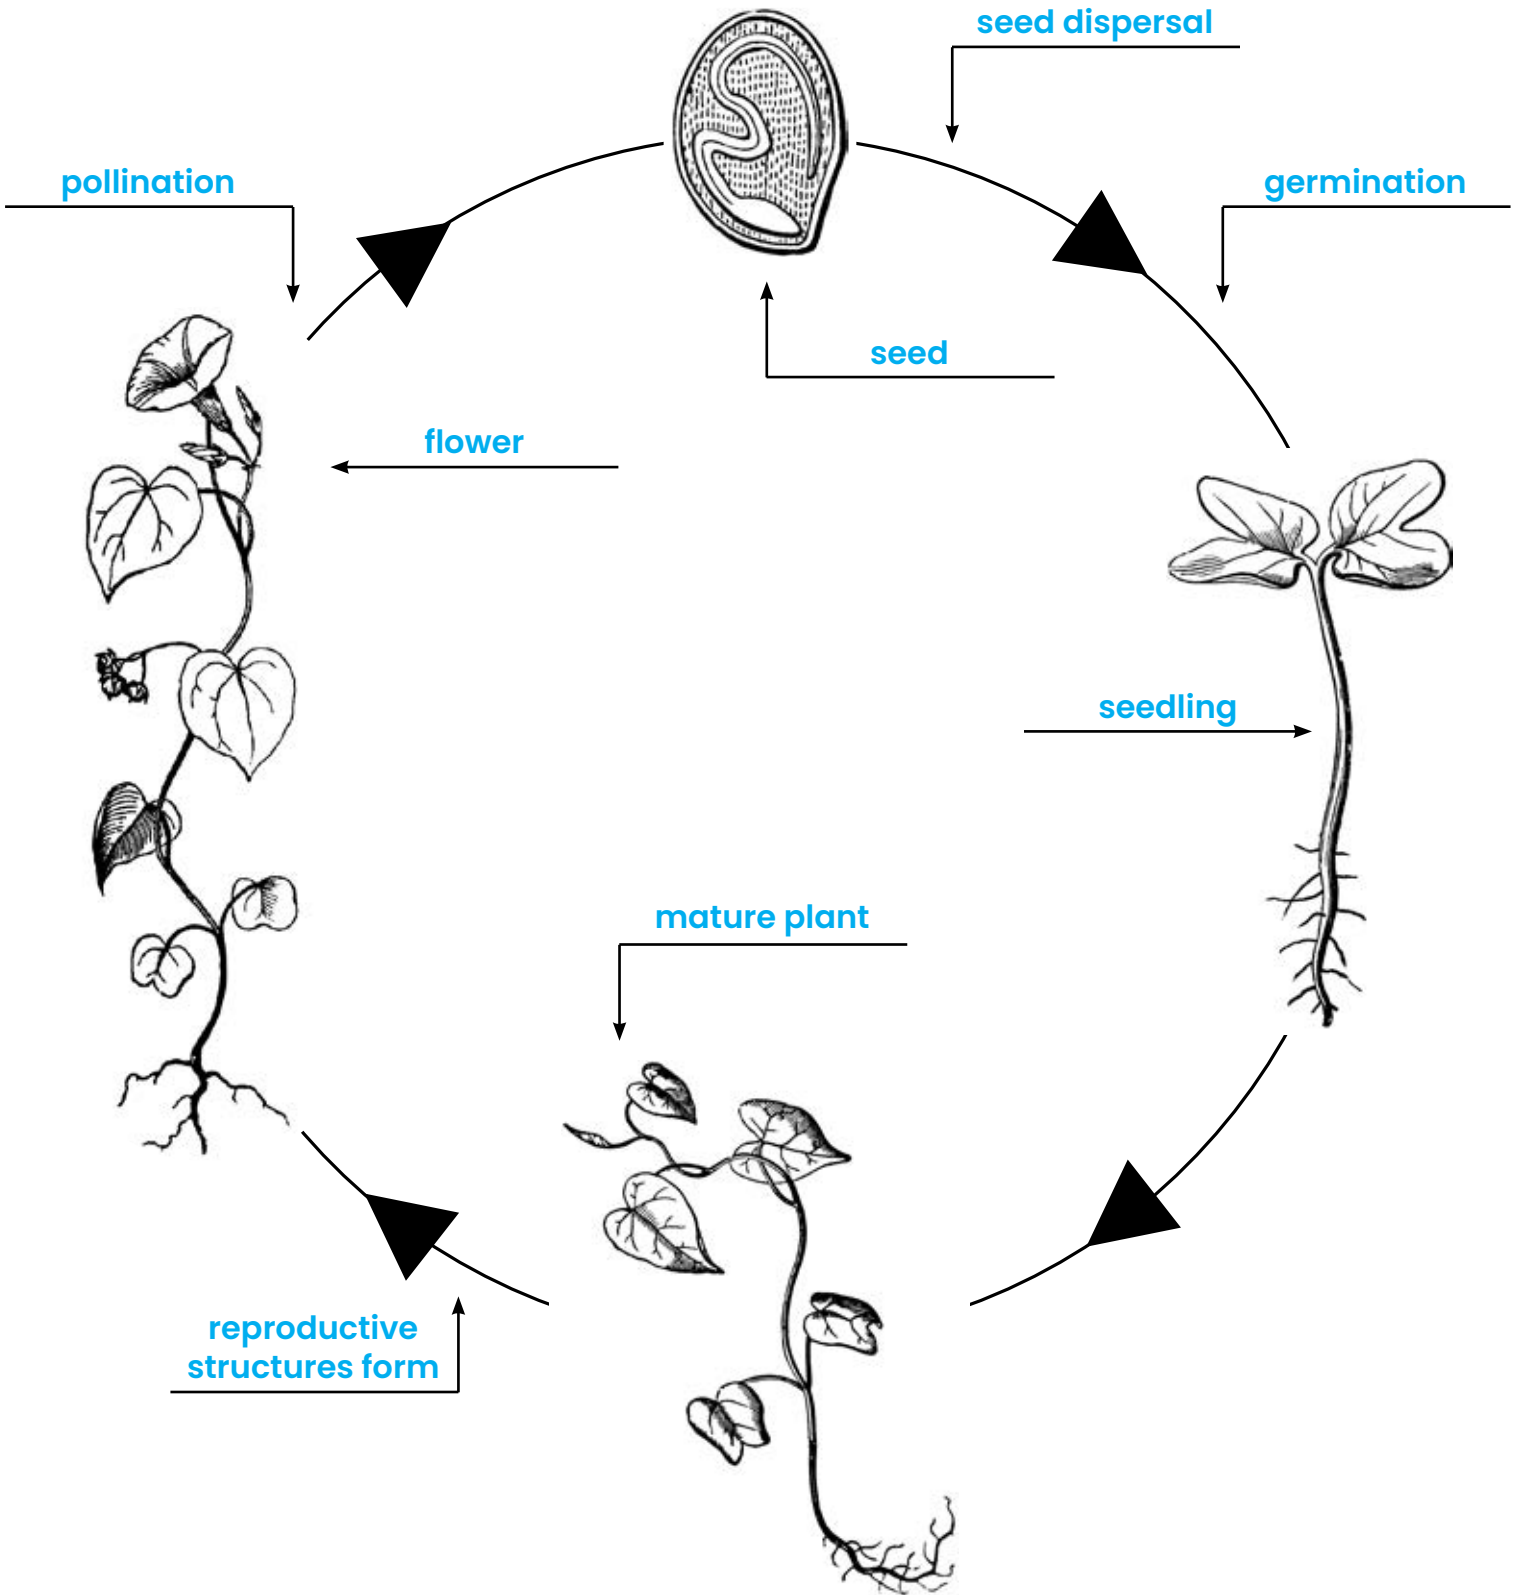 seed dispersal
pollination
germination
seed
flower
seedling
mature plant
reproductive
structures form